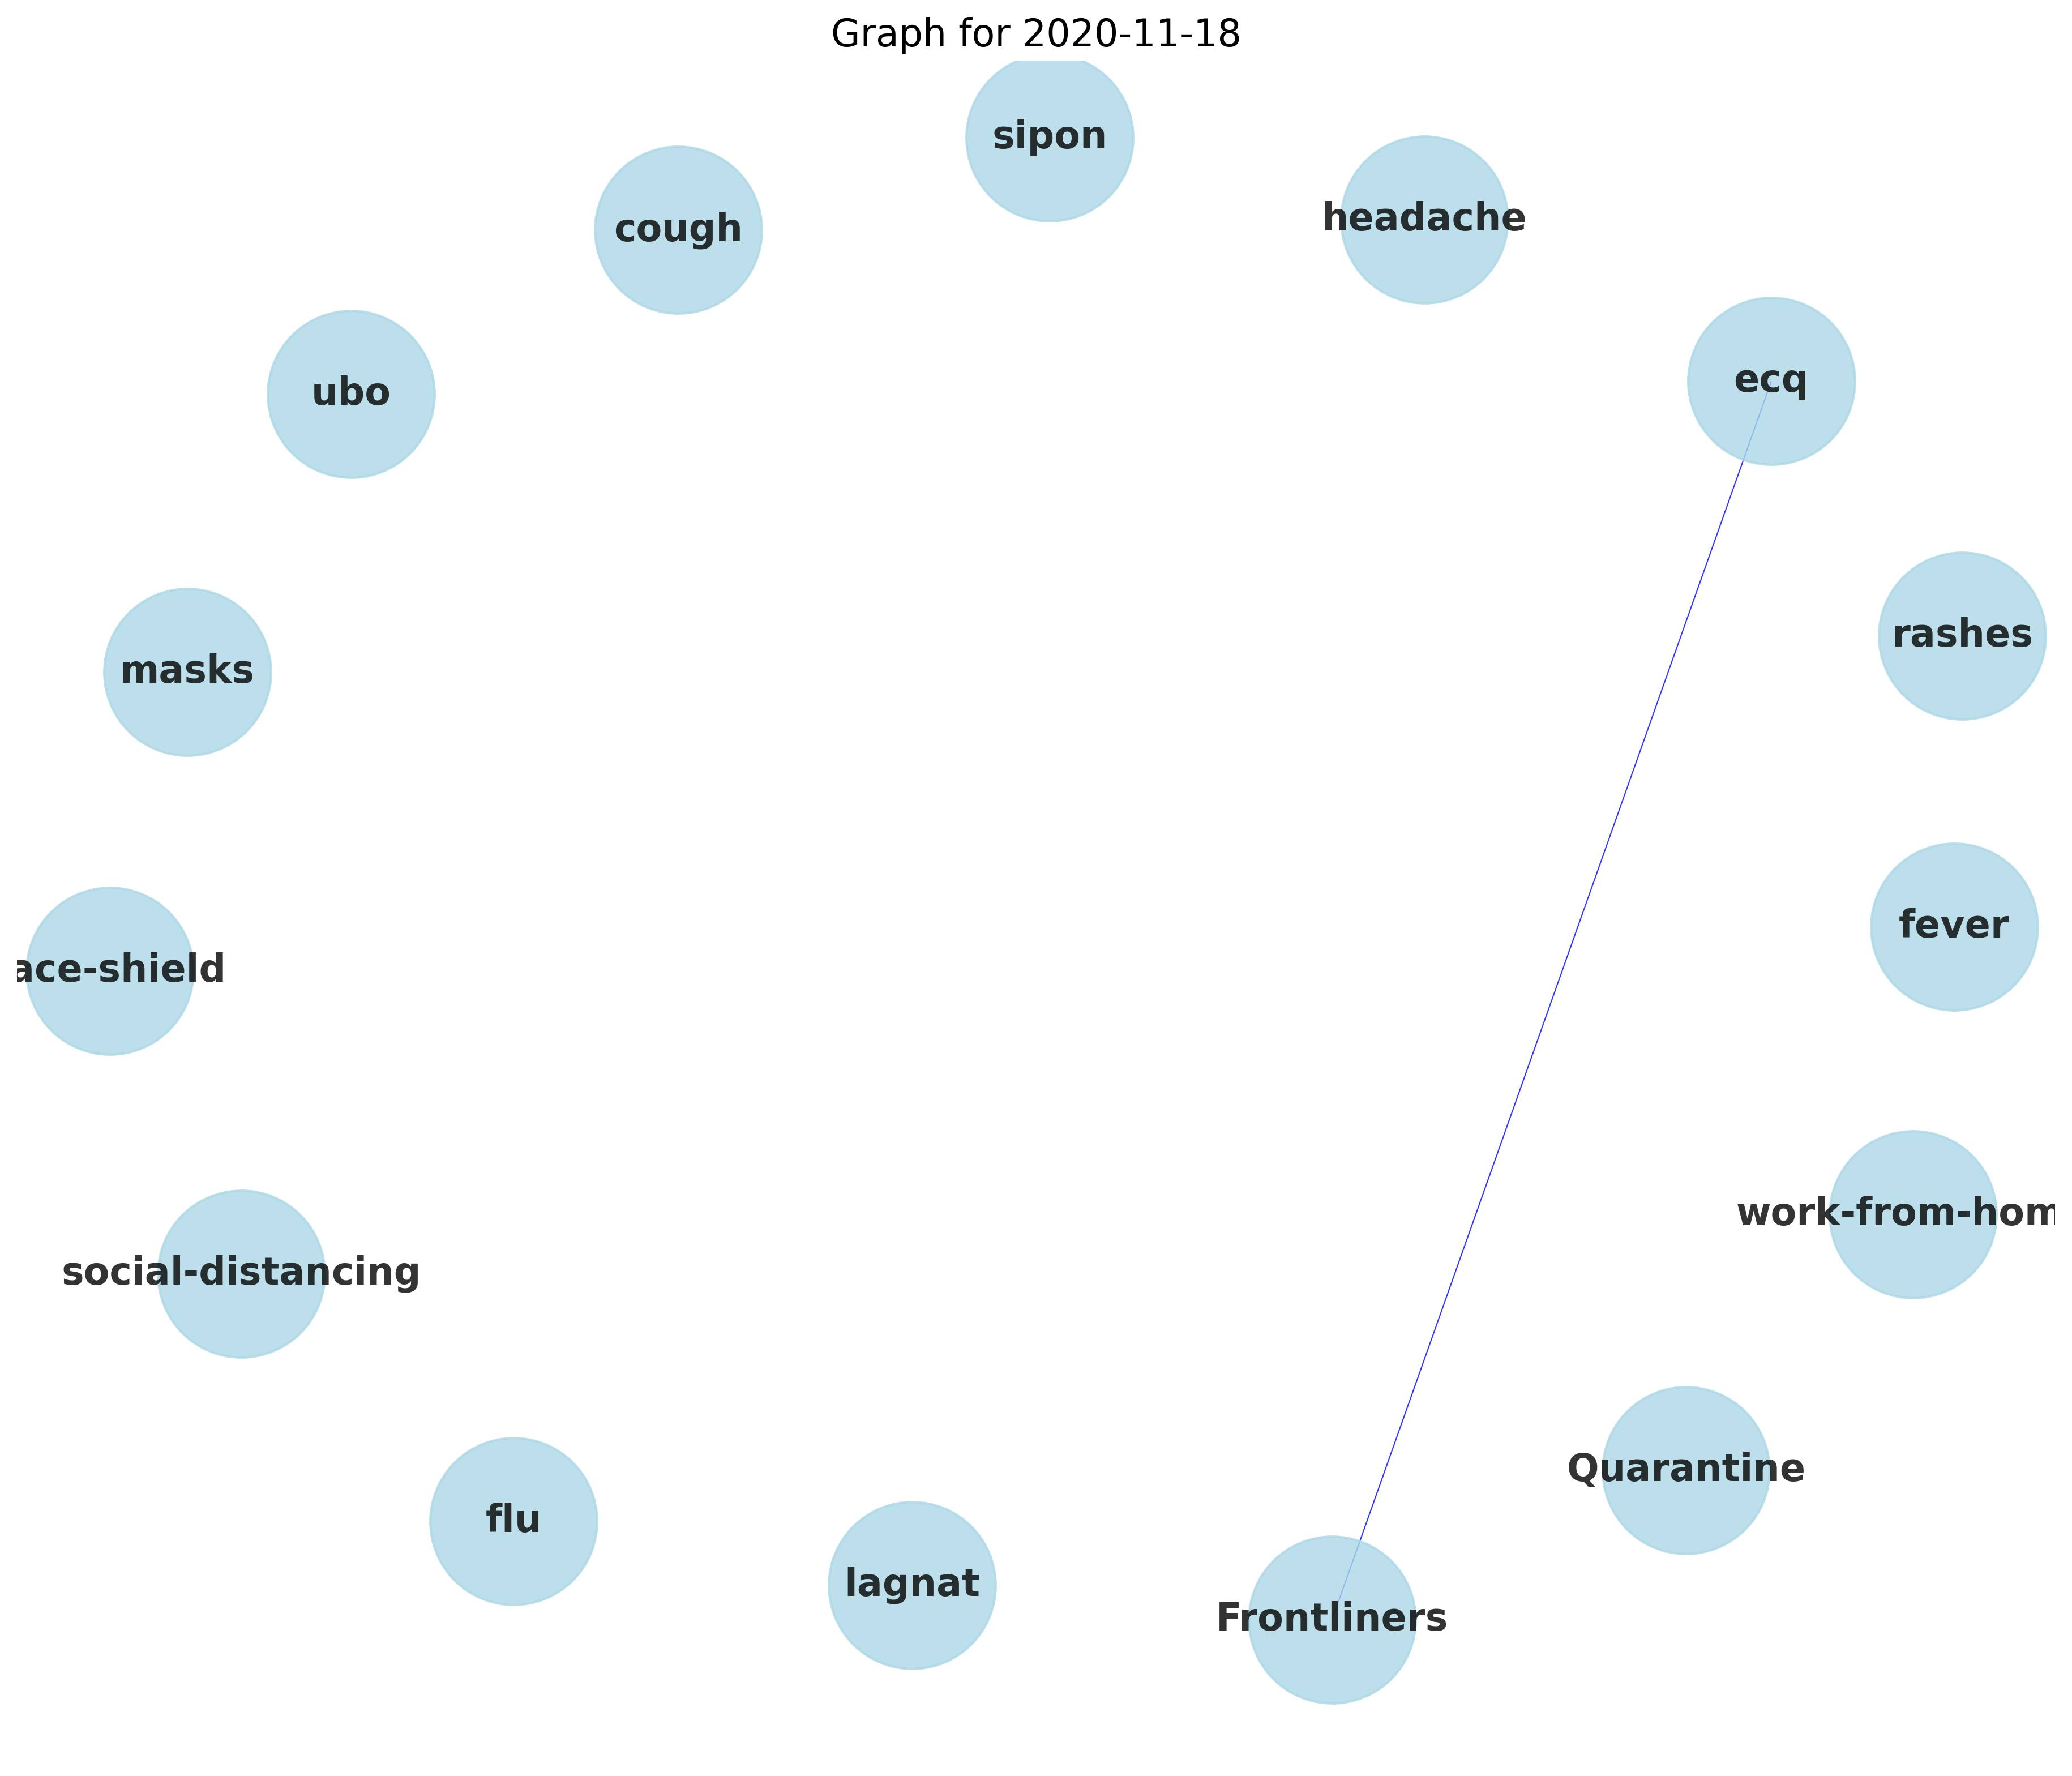 Graph for 2020-11-18
sipon
headache
cough
ecq
ubo
rashes
masks
fever
ace-shield
work-from-hom
social-distancing
Quarantine
flu
lagnat
Frontliners